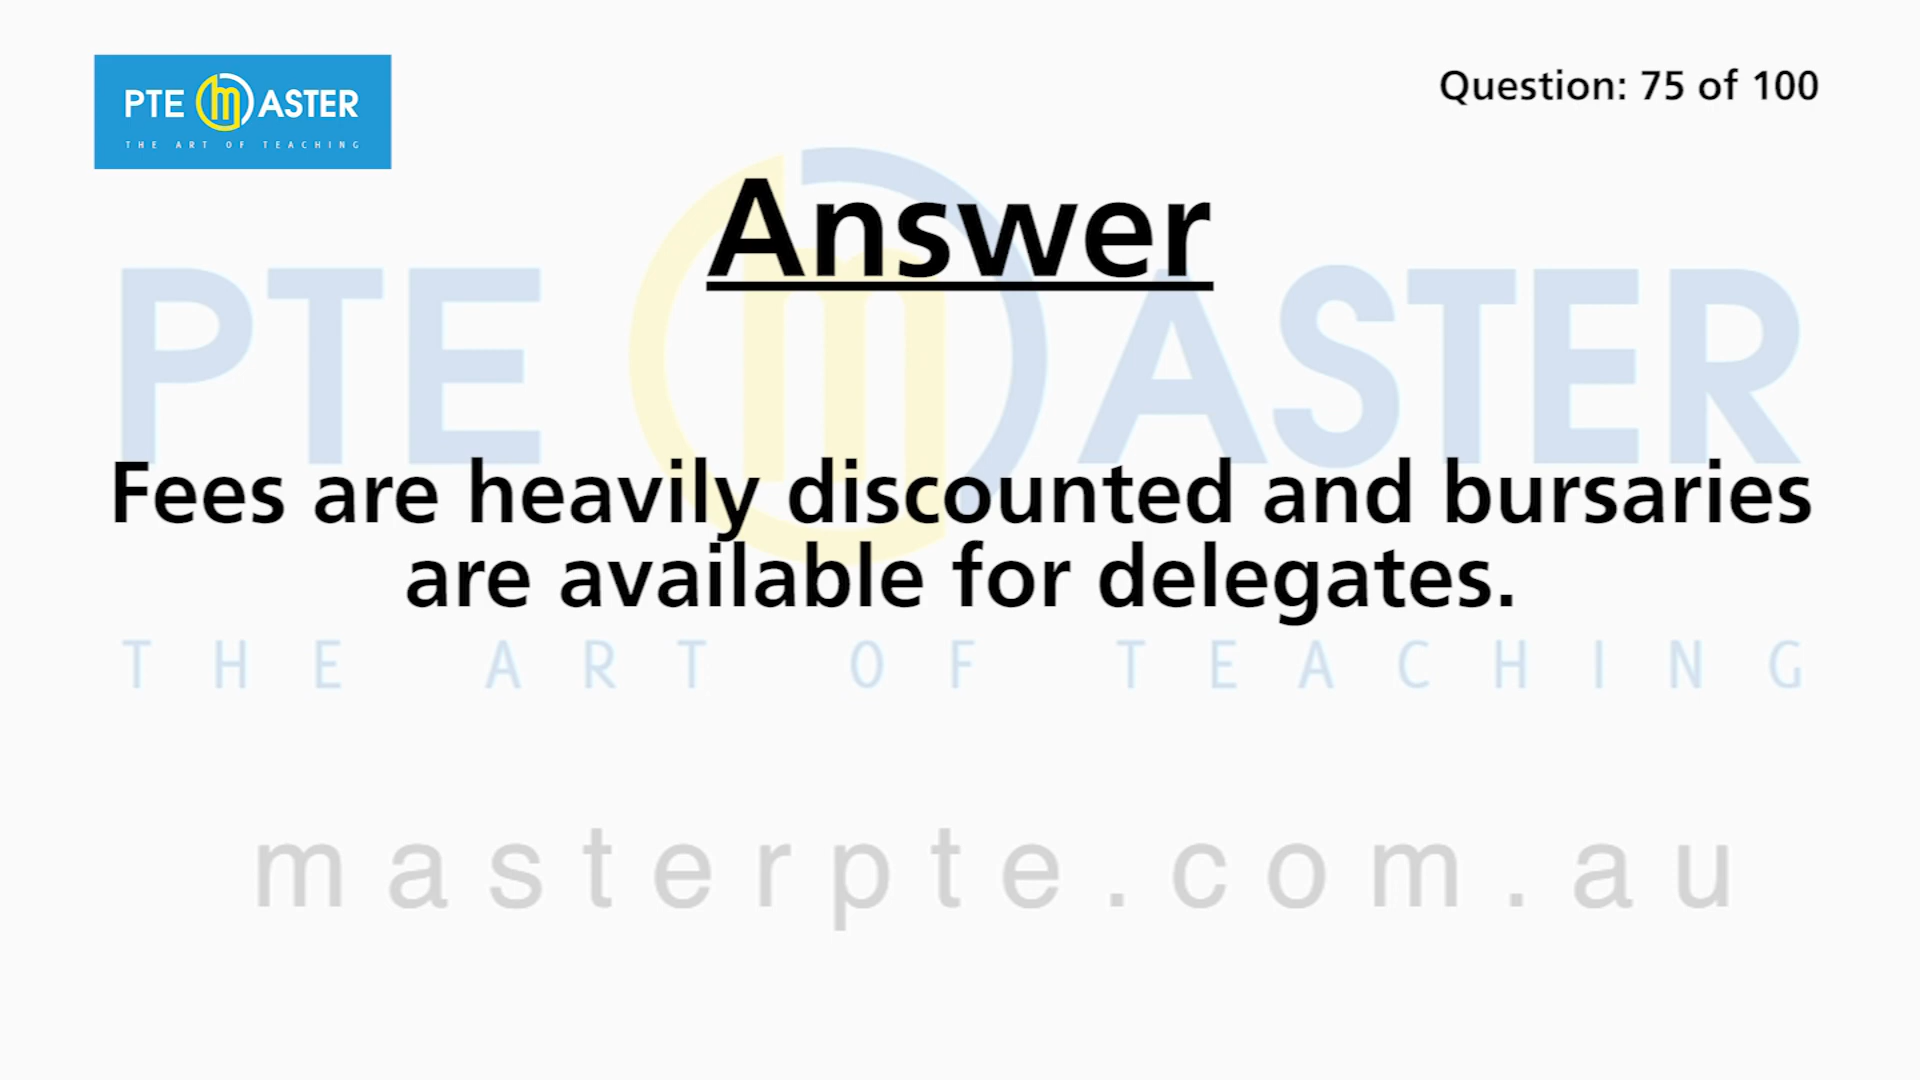 PTE MASTER
THE ART OF TEACHING
Question: 75 of 100
Answer
PTE MASTER
Fees are heavily discounted and bursaries
are available for delegates.
THE ART OF TEACHING
masterpte.com.au